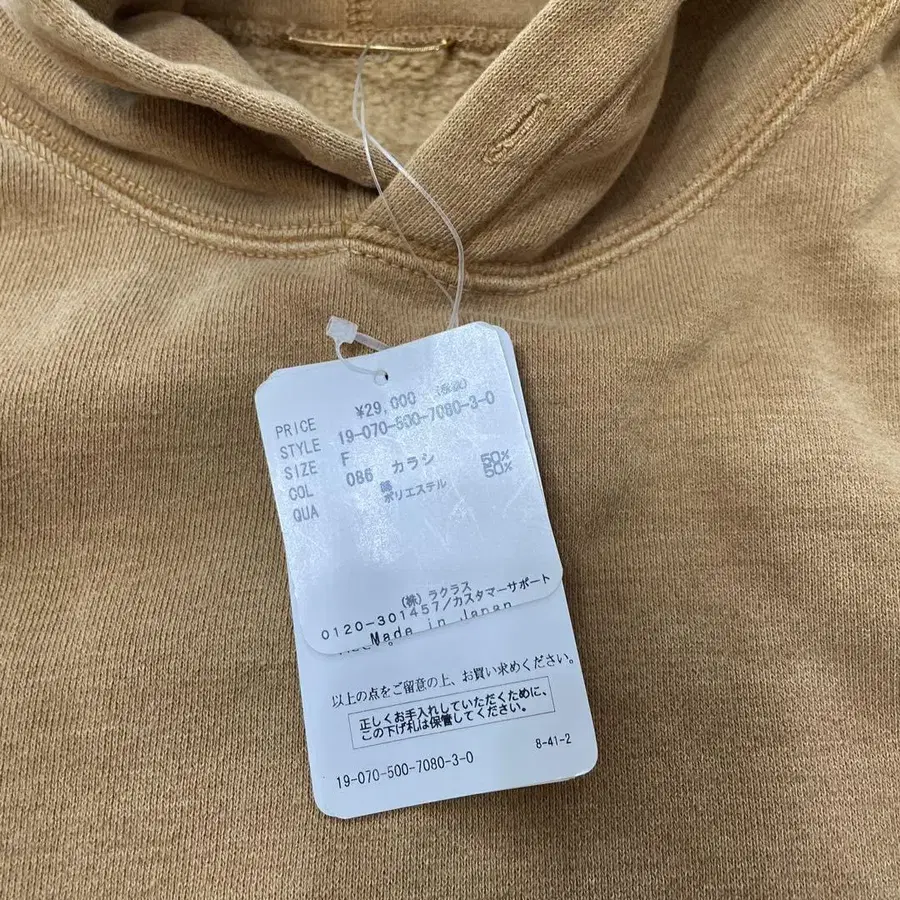 PRICE ¥29,000 (税抜)
STYLE 19-070-500-7080-3-0
SIZE F
COL 086 カラシ
QUA 綿 50%
ポリエステル 50%
(株) ラクラス
0120-301457/カスタマーサポート
Made in Japan
以上の点をご留意の上、お買い求めください。
正しくお手入れしていただくために、
この下げ札は保管してください。
19-070-500-7080-3-0 8-41-2